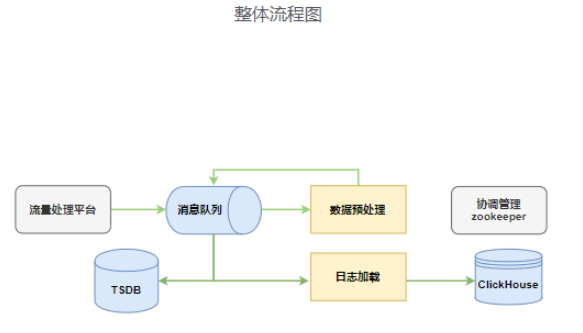 整体流程图
流量处理平台
消息队列
数据预处理
协调管理
zookeeper
TSDB
日志加载
ClickHouse